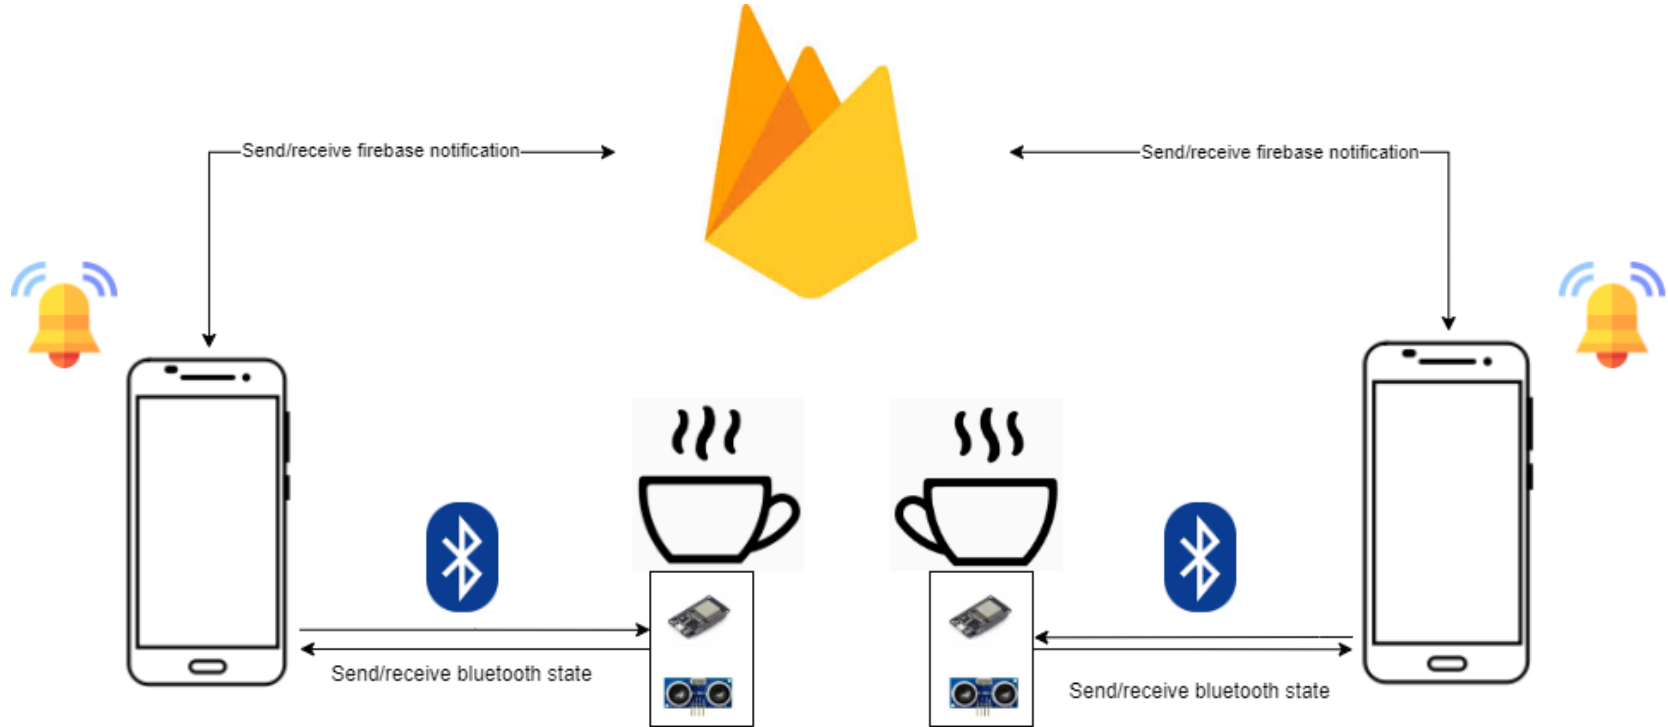 Send/receive firebase notification
Send/receive firebase notification
Send/receive bluetooth state
Send/receive bluetooth state